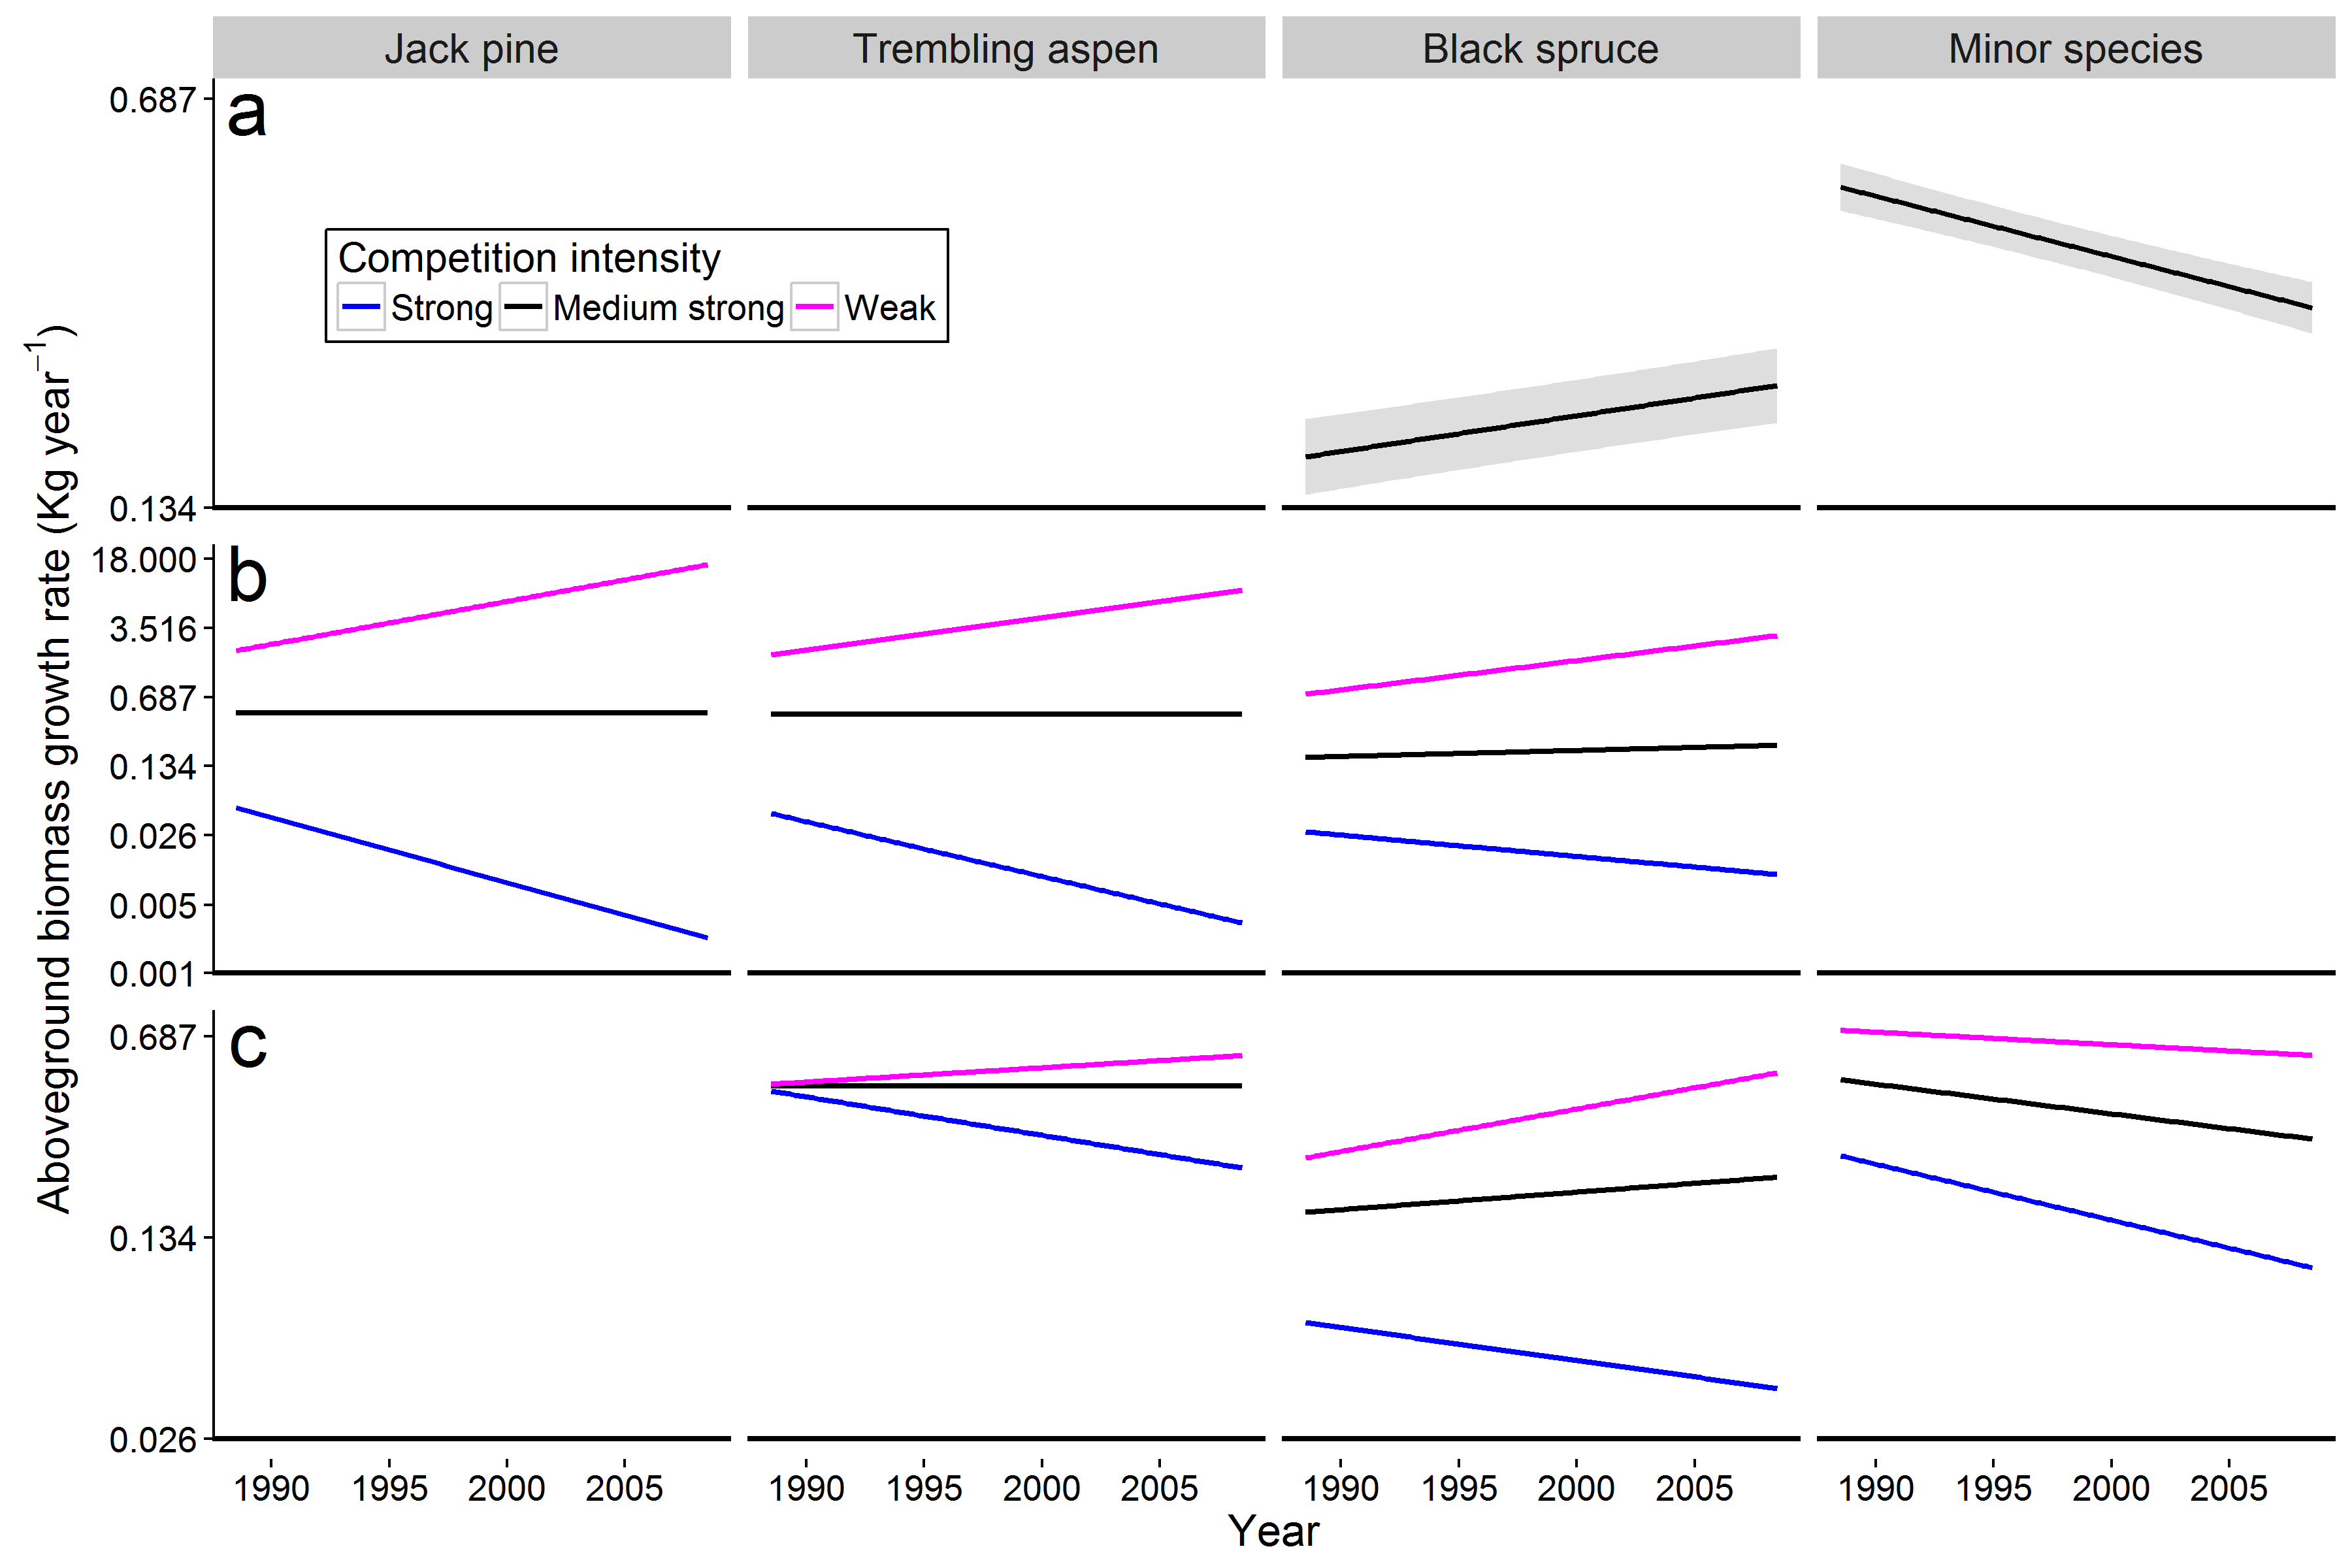 Jack pine Trembling aspen Black spruce Minor species
a
0.687
0.134
Competition intensity
Strong Medium strong Weak
Aboveground biomass growth rate (Kg year⁻¹)
b
18.000
3.516
0.687
0.134
0.026
0.005
0.001
c
0.687
0.134
0.026
1990 1995 2000 2005 1990 1995 2000 2005 1990 1995 2000 2005 1990 1995 2000 2005
Year